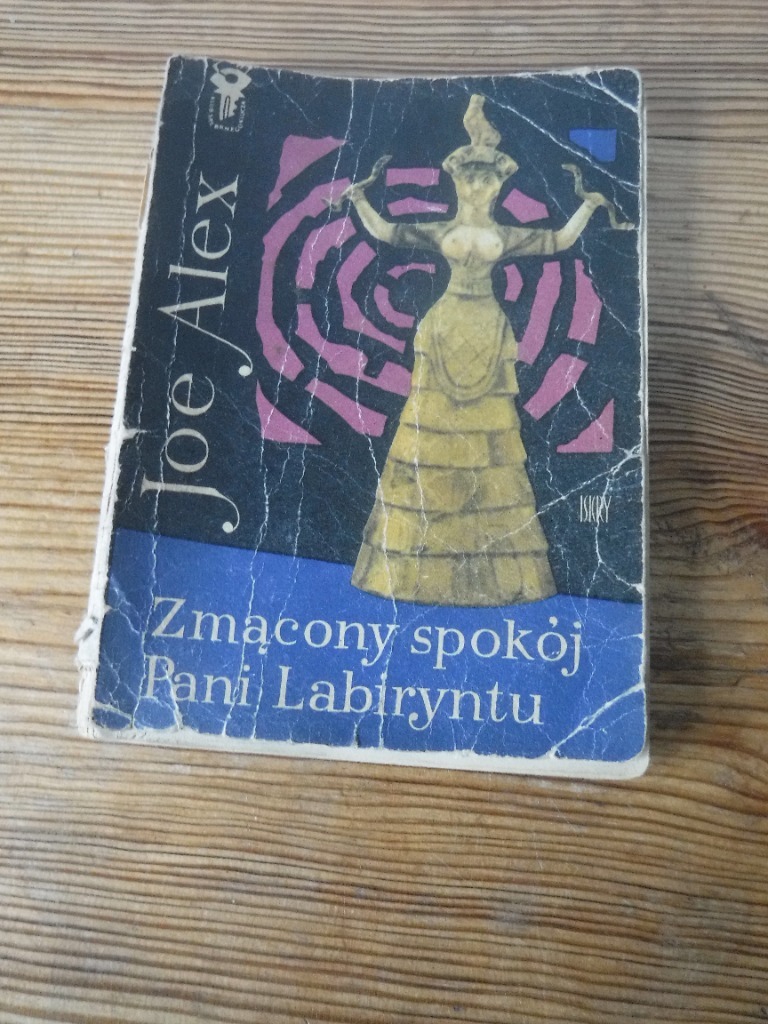 Joe Alex
ISKRY
Zmącony spokój
Pani Labiryntu